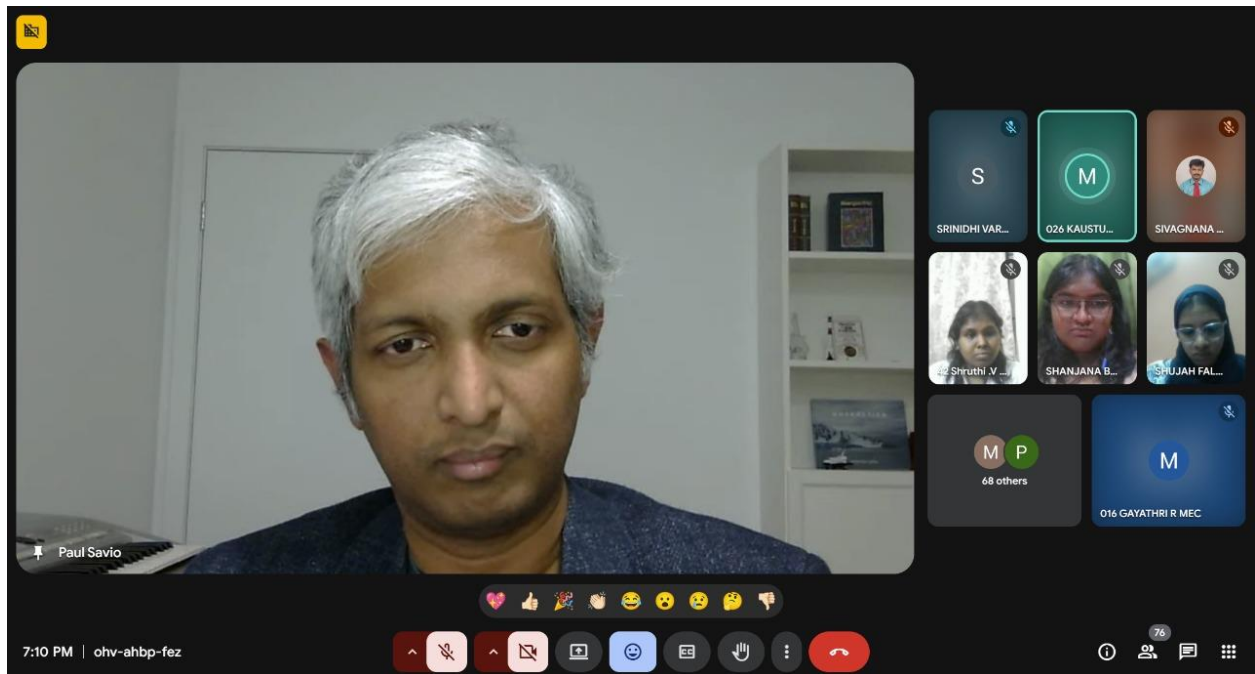 S
SRINIDHI VAR...
M
026 KAUSTU...
SIVAGNANA ...
42 Shruthi .V ...
SHANJANA B...
SHUJAH FAL...
M P
68 others
M
016 GAYATHRI R MEC
Paul Savio
7:10 PM | ohv-ahbp-fez
CC
76